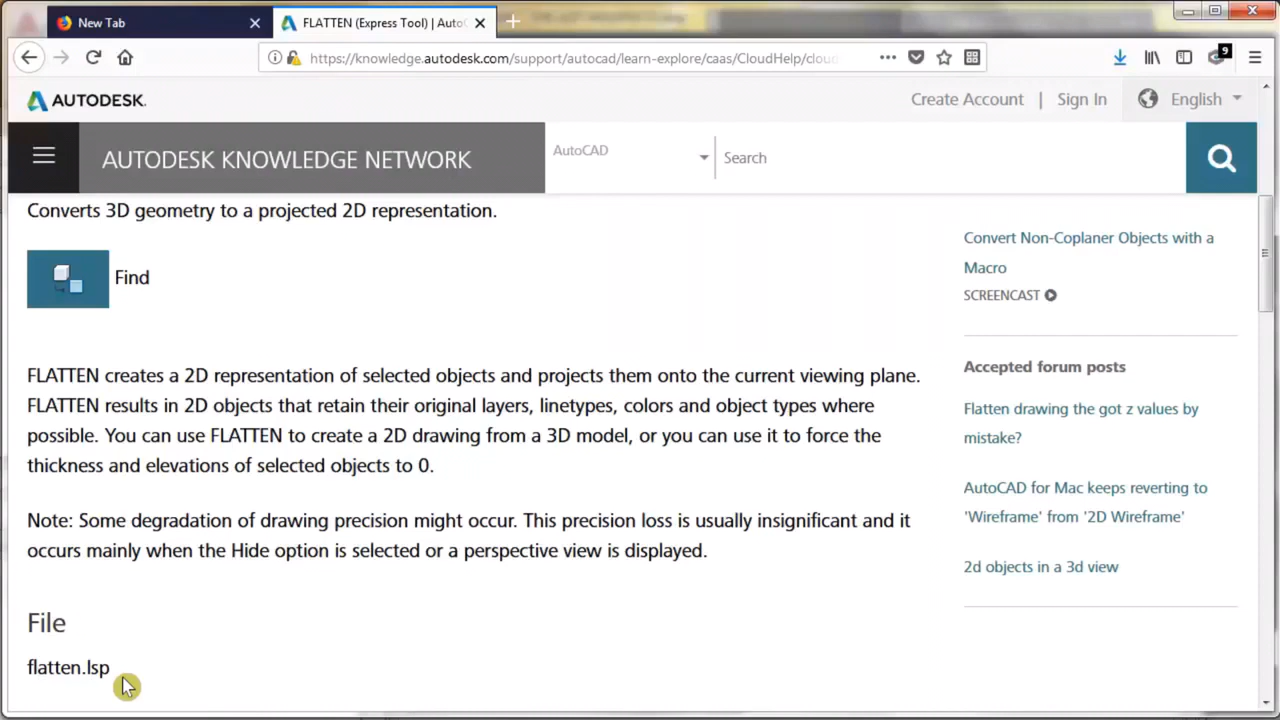 New Tab
FLATTEN (Express Tool) | AutoC
https://knowledge.autodesk.com/support/autocad/learn-explore/caas/CloudHelp/cloud
9
AUTODESK.
Create Account | Sign In
English
AUTODESK KNOWLEDGE NETWORK
AutoCAD
Search
Converts 3D geometry to a projected 2D representation.
Find
FLATTEN creates a 2D representation of selected objects and projects them onto the current viewing plane.
FLATTEN results in 2D objects that retain their original layers, linetypes, colors and object types where
possible. You can use FLATTEN to create a 2D drawing from a 3D model, or you can use it to force the
thickness and elevations of selected objects to 0.
Note: Some degradation of drawing precision might occur. This precision loss is usually insignificant and it
occurs mainly when the Hide option is selected or a perspective view is displayed.
File
flatten.lsp
Convert Non-Coplaner Objects with a
Macro
SCREENCAST
Accepted forum posts
Flatten drawing the got z values by
mistake?
AutoCAD for Mac keeps reverting to
'Wireframe' from '2D Wireframe'
2d objects in a 3d view